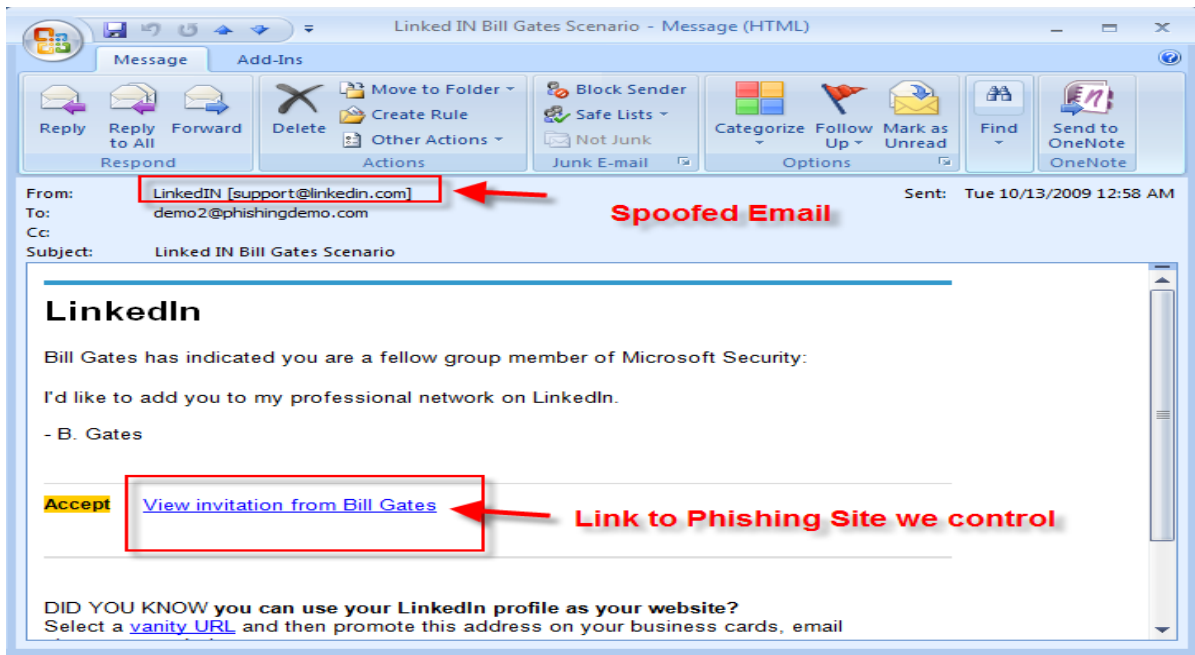 Linked IN Bill Gates Scenario - Message (HTML)
Message Add-Ins
Reply Reply to All Forward
Respond
Delete Move to Folder Create Rule Other Actions
Actions
Block Sender Safe Lists Not Junk
Junk E-mail
Categorize Follow Up Mark as Unread
Options
Find
Send to OneNote
OneNote
From: LinkedIN [support@linkedin.com] Sent: Tue 10/13/2009 12:58 AM
Spoofed Email
To: demo2@phishingdemo.com
Cc:
Subject: Linked IN Bill Gates Scenario
LinkedIn
Bill Gates has indicated you are a fellow group member of Microsoft Security:
I'd like to add you to my professional network on LinkedIn.
- B. Gates
Accept View invitation from Bill Gates
Link to Phishing Site we control
DID YOU KNOW you can use your LinkedIn profile as your website?
Select a vanity URL and then promote this address on your business cards, email